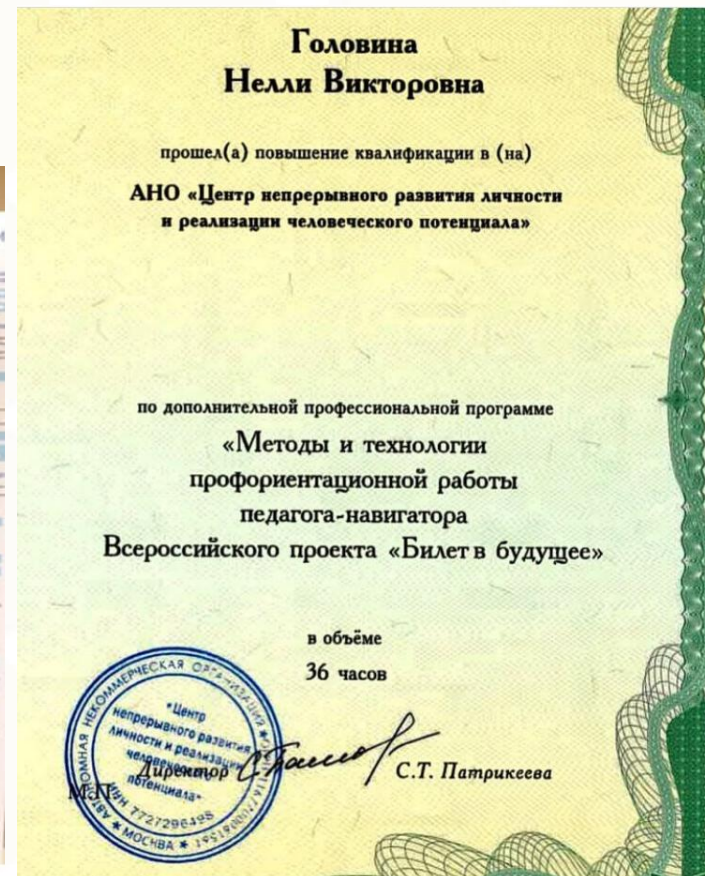 Головина
Нелли Викторовна
прошел(а) повышение квалификации в (на)
АНО «Центр непрерывного развития личности
и реализации человеческого потенциала»
по дополнительной профессиональной программе
«Методы и технологии
профориентационной работы
педагога-навигатора
Всероссийского проекта «Билет в будущее»
в объёме
36 часов
Директор
С.Т. Патрикеева
М.П.
АВТОНОМНАЯ НЕКОММЕРЧЕСКАЯ ОРГАНИЗАЦИЯ
"Центр
непрерывного развития
личности и реализации
человеческого
потенциала"
ИНН 7727296498
* МОСКВА *